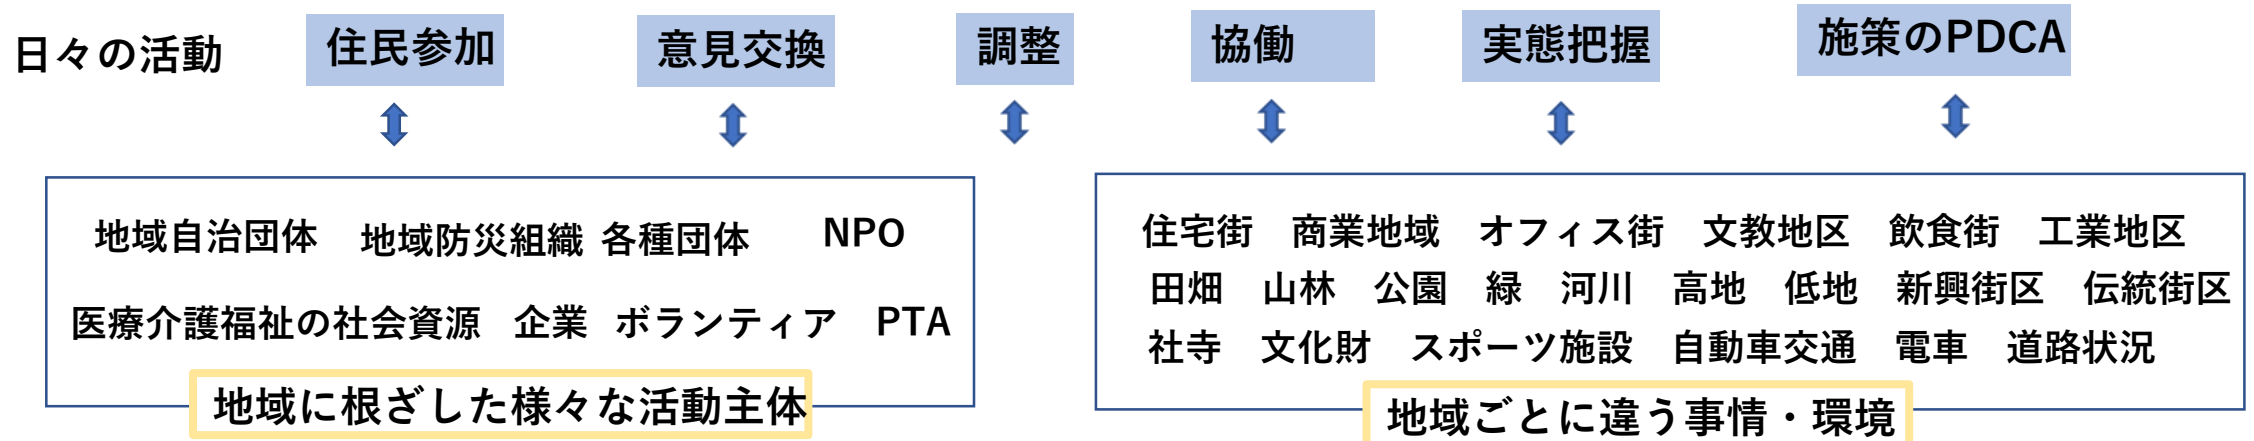 日々の活動 住民参加 意見交換 調整 協働 実態把握 施策のPDCA
地域自治団体 地域防災組織 各種団体 NPO
医療介護福祉の社会資源 企業 ボランティア PTA
地域に根ざした様々な活動主体
住宅街 商業地域 オフィス街 文教地区 飲食街 工業地区
田畑 山林 公園 緑 河川 高地 低地 新興街区 伝統街区
社寺 文化財 スポーツ施設 自動車交通 電車 道路状況
地域ごとに違う事情・環境